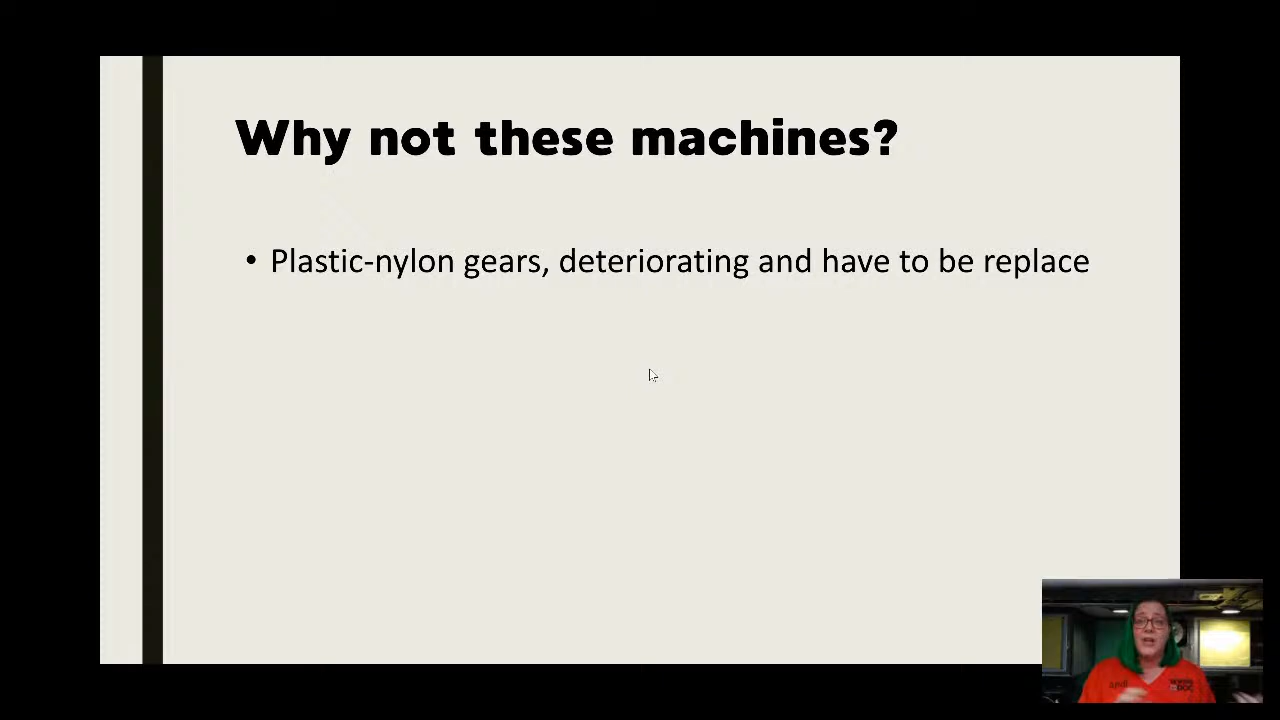 Why not these machines?
• Plastic-nylon gears, deteriorating and have to be replace